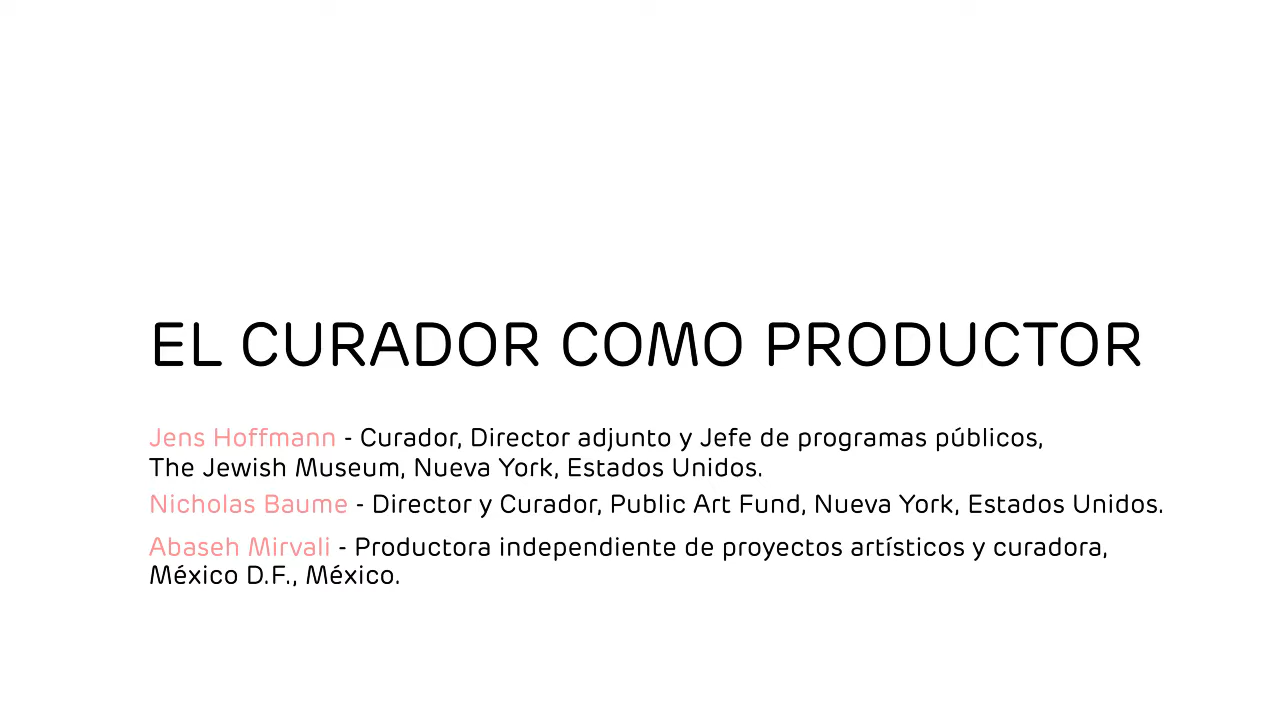 EL CURADOR COMO PRODUCTOR
Jens Hoffmann - Curador, Director adjunto y Jefe de programas públicos,
The Jewish Museum, Nueva York, Estados Unidos.
Nicholas Baume - Director y Curador, Public Art Fund, Nueva York, Estados Unidos.
Abaseh Mirvali - Productora independiente de proyectos artísticos y curadora,
México D.F., México.